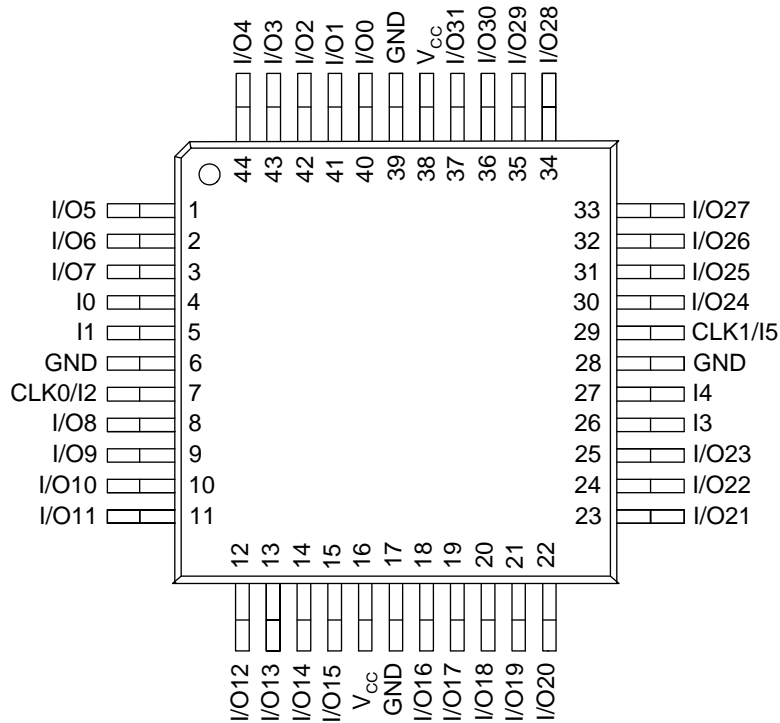 I/O4 I/O3 I/O2 I/O1 I/O0 GND VCC I/O31 I/O30 I/O29 I/O28
44 43 42 41 40 39 38 37 36 35 34
I/O5 1 33 I/O27
I/O6 2 32 I/O26
I/O7 3 31 I/O25
I0 4 30 I/O24
I1 5 29 CLK1/I5
GND 6 28 GND
CLK0/I2 7 27 I4
I/O8 8 26 I3
I/O9 9 25 I/O23
I/O10 10 24 I/O22
I/O11 11 23 I/O21
12 13 14 15 16 17 18 19 20 21 22
I/O12 I/O13 I/O14 I/O15 VCC GND I/O16 I/O17 I/O18 I/O19 I/O20